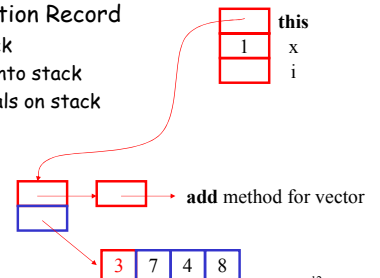 tion Record
this
k
1 x
nto stack
i
ls on stack
add method for vector
3 7 4 8